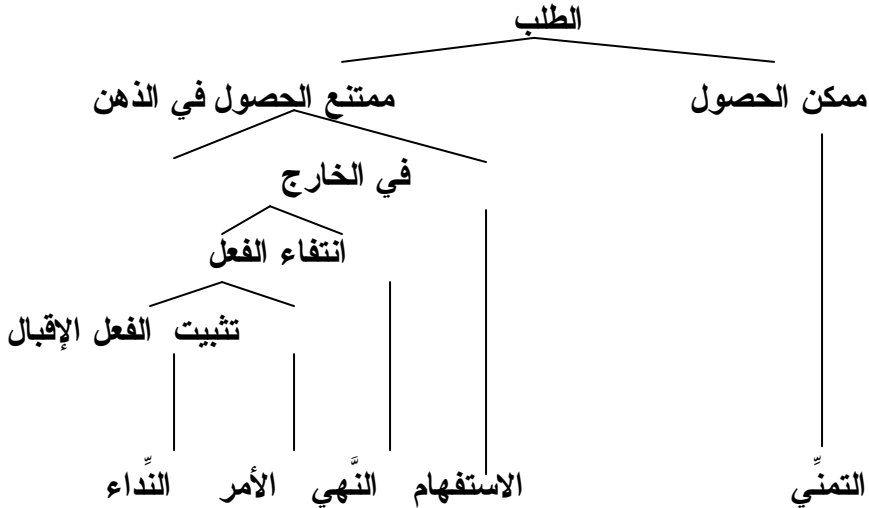 الطلب
ممكن الحصول ممتنع الحصول في الذهن
في الخارج
انتفاء الفعل
تثبيت الفعل الإقبال
التمنِّي الاستفهام النَّهي الأمر النِّداء